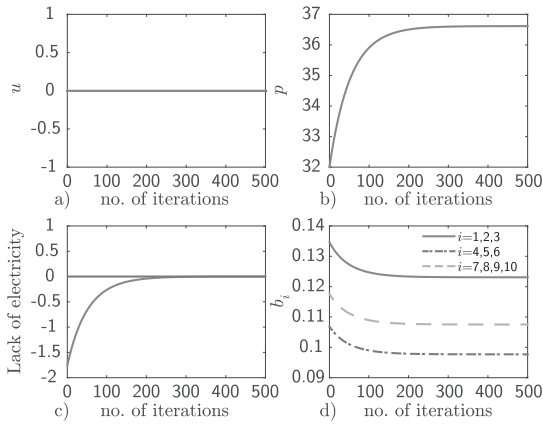 1
0.5
0
-0.5
-1
u
0 100 200 300 400 500
a) no. of iterations
37
36
35
34
33
32
p
0 100 200 300 400 500
b) no. of iterations
1
0.5
0
-0.5
-1.0
-1.5
-2
Lack of electricity
0 100 200 300 400 500
c) no. of iterations
0.14
0.13
0.12
0.11
0.1
0.09
b_i
i=1,2,3
i=4,5,6
i=7,8,9,10
0 100 200 300 400 500
d) no. of iterations